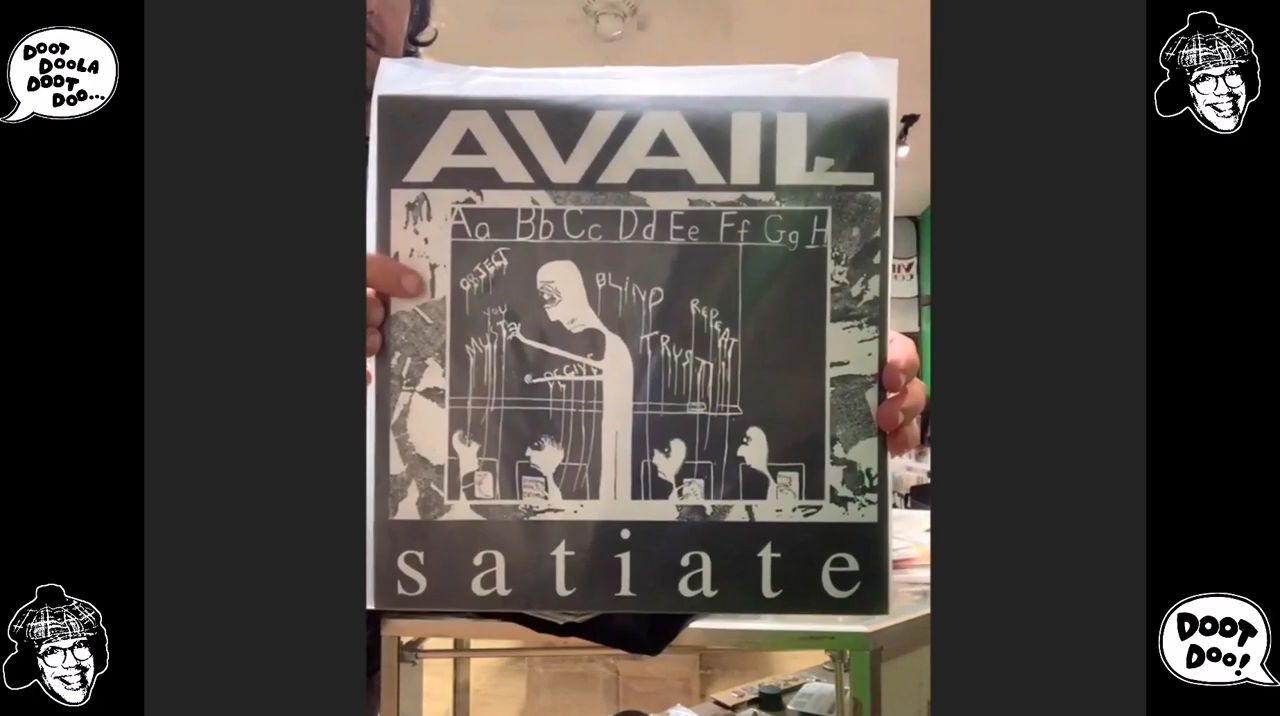 DOOT
DOOLA
DOOT
DOO...
AVAIL
Aa Bb Cc Dd Ee Ff Gg H
OBJECT
BLIND
YOU
MUST
REPEAT
TRUST
satiate
DOOT
DOO!